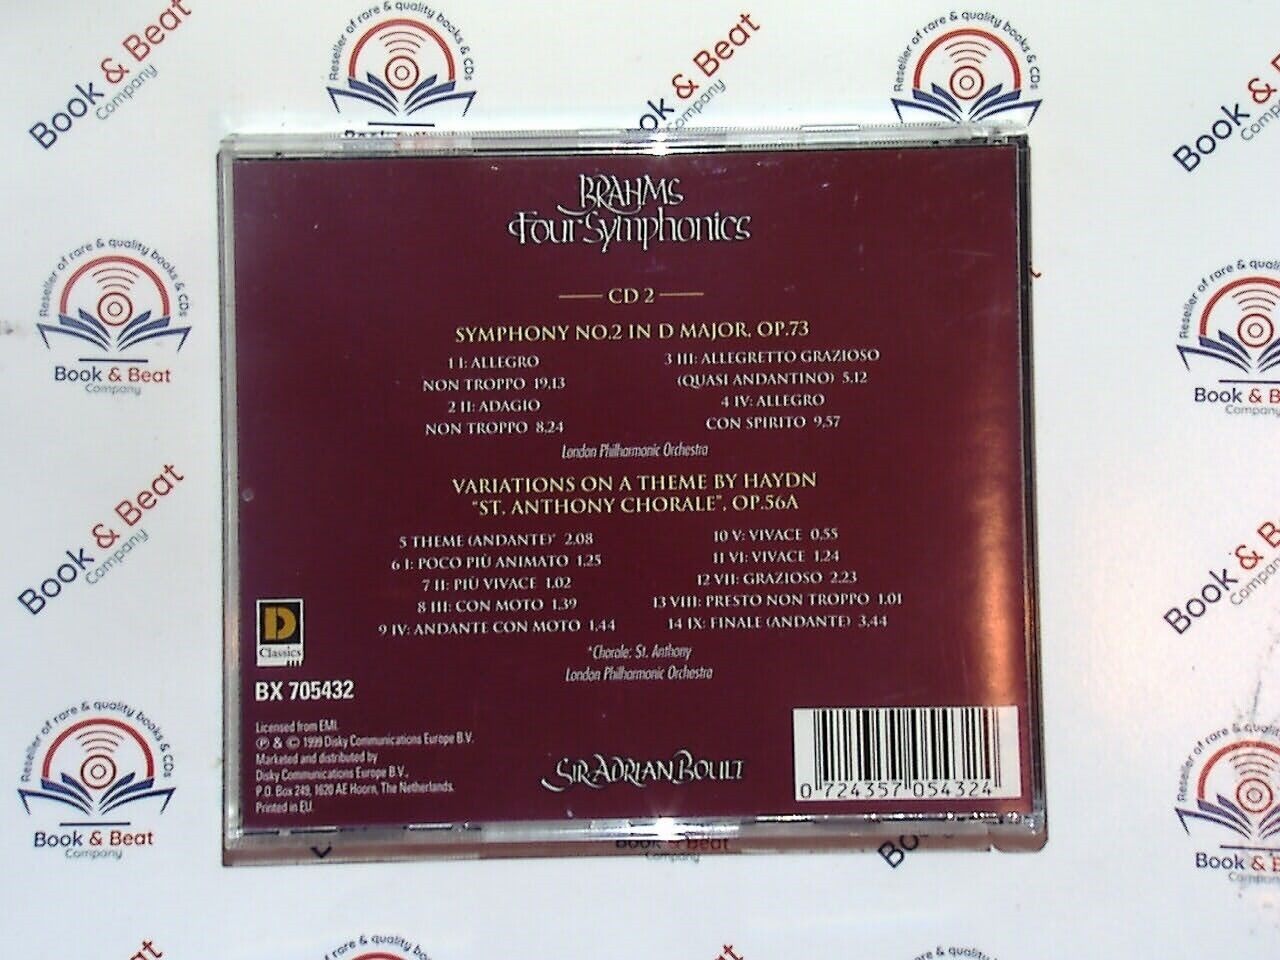 BRAHMS
Four Symphonies
CD 2
SYMPHONY NO.2 IN D MAJOR, OP.73
1 I: ALLEGRO
NON TROPPO 19.13
2 II: ADAGIO
NON TROPPO 8.24
3 III: ALLEGRETTO GRAZIOSO
(QUASI ANDANTINO) 5.12
4 IV: ALLEGRO
CON SPIRITO 9.57
London Philharmonic Orchestra
VARIATIONS ON A THEME BY HAYDN
"ST. ANTHONY CHORALE", OP.56A
5 THEME (ANDANTE)* 2.08
6 I: POCO PIÙ ANIMATO 1.25
7 II: PIÙ VIVACE 1.02
8 III: CON MOTO 1.39
9 IV: ANDANTE CON MOTO 1.44
10 V: VIVACE 0.55
11 VI: VIVACE 1.24
12 VII: GRAZIOSO 2.23
13 VIII: PRESTO NON TROPPO 1.01
14 IX: FINALE (ANDANTE) 3.44
*Chorale: St. Anthony
London Philharmonic Orchestra
D
Classics
BX 705432
Licensed from EMI.
℗ & © 1999 Disky Communications Europe B.V.
Marketed and distributed by
Disky Communications Europe B.V.,
P.O. Box 249, 1620 AE Hoorn, The Netherlands.
Printed in EU.
SIR ADRIAN BOULT
0 724357 054324
Reseller of rare & quality books & CDs
Book & Beat
Company